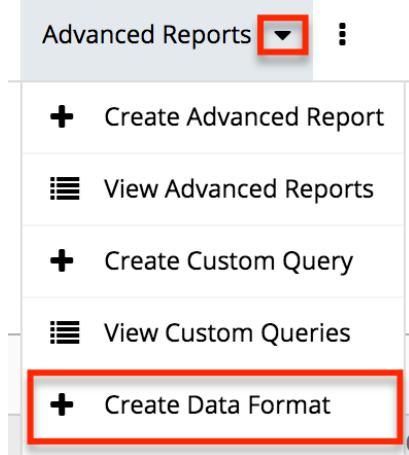 Advanced Reports
Create Advanced Report
View Advanced Reports
Create Custom Query
View Custom Queries
Create Data Format